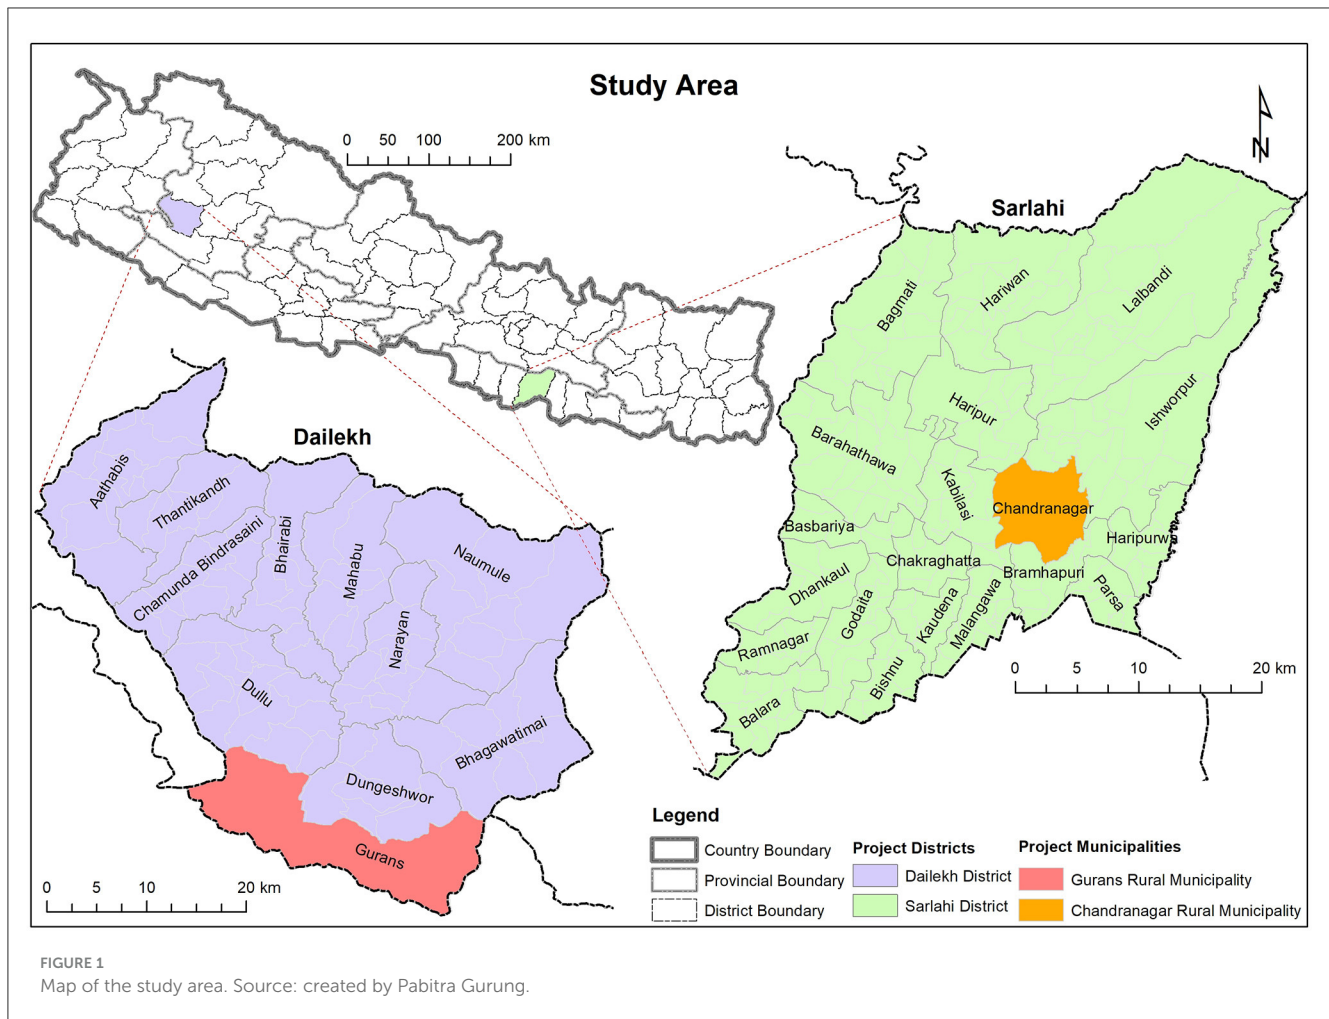 Study Area
0 50 100 200 km
N
Sarlahi
Bagmati
Hariwan
Lalbandi
Haripur
Ishworpur
Barahathawa
Kabilasi
Chandranagar
Basbariya
Haripurwa
Chakraghatta
Bramhapuri
Dhankaul
Parsa
Godaita
Kaudena
Malangawa
Ramnagar
Bishnu
Balara
0 5 10 20 km
Dailekh
Aathabis
Thantikandh
Chamunda Bindrasaini
Bhairabi
Mahabu
Naumule
Narayan
Dullu
Bhagawatimai
Dungeshwor
Gurans
0 5 10 20 km
Legend
Country Boundary
Provincial Boundary
District Boundary
Project Districts
Dailekh District
Sarlahi District
Project Municipalities
Gurans Rural Municipality
Chandranagar Rural Municipality
FIGURE 1
Map of the study area. Source: created by Pabitra Gurung.